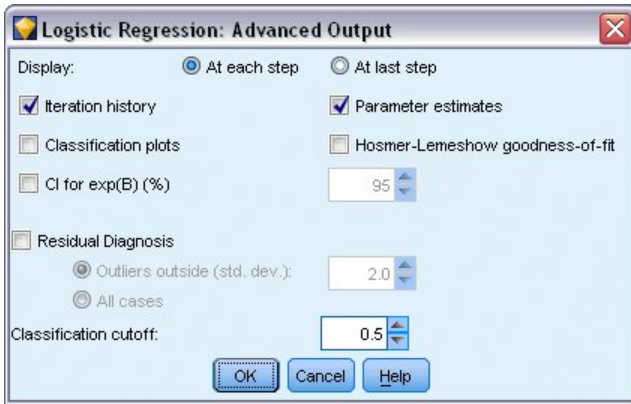 Logistic Regression: Advanced Output
Display: At each step At last step
Iteration history Parameter estimates
Classification plots Hosmer-Lemeshow goodness-of-fit
CI for exp(B) (%) 95
Residual Diagnosis
Outliers outside (std. dev.): 2.0
All cases
Classification cutoff: 0.5
OK Cancel Help